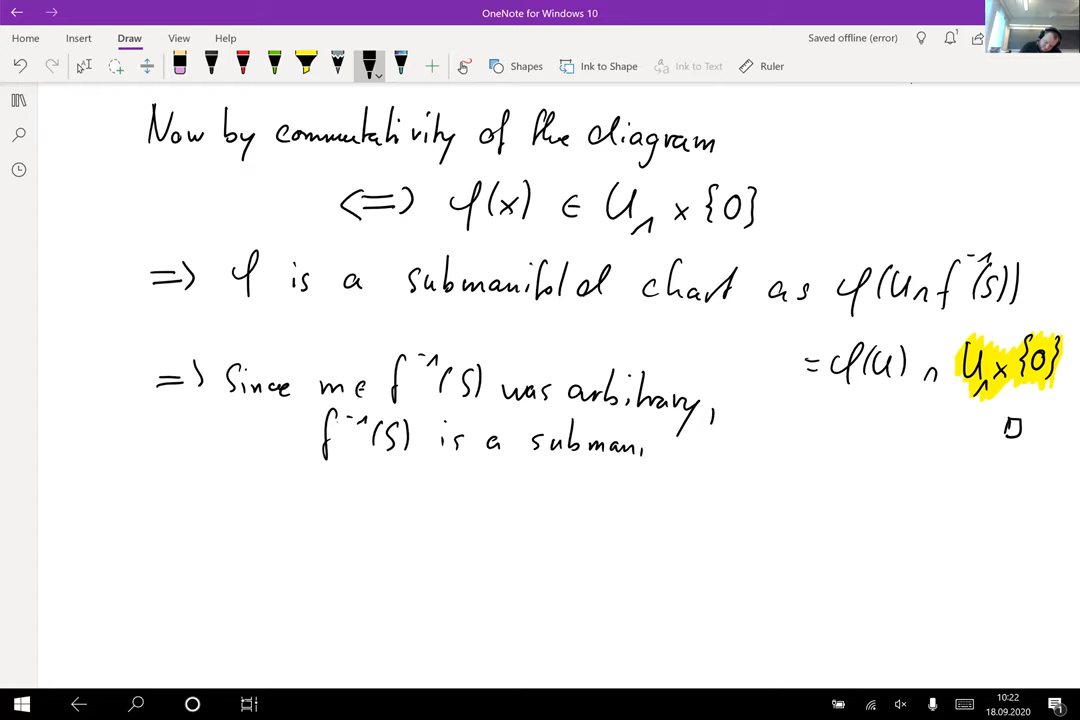 OneNote for Windows 10
Home Insert Draw View Help Saved offline (error)
Shapes Ink to Shape Ink to Text Ruler
Now by commutativity of the diagram
<=> φ(x) ∈ U₁ × {0}
=> φ is a submanifold chart as φ(U∩f⁻¹(S))
= φ(U) ∩ U₁ × {0}
=> Since m ∈ f⁻¹(S) was arbitrary,
f⁻¹(S) is a subman.
□
10:22
18.09.2020
1